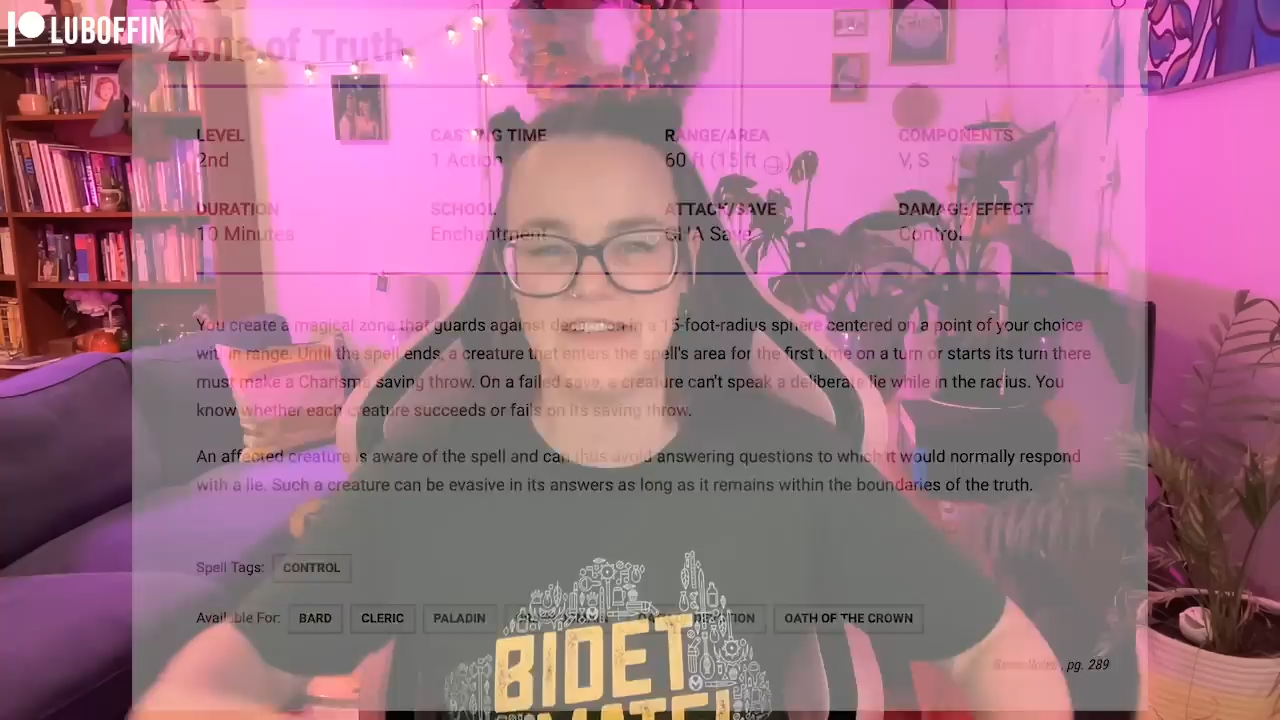 LUBOFFIN
Zone of Truth
LEVEL CASTING TIME RANGE/AREA COMPONENTS
2nd 1 Action 60 ft (15 ft ) V, S
DURATION SCHOOL ATTACK/SAVE DAMAGE/EFFECT
10 Minutes Enchantment CHA Save Control
You create a magical zone that guards against deception in a 15-foot-radius sphere centered on a point of your choice
within range. Until the spell ends, a creature that enters the spell's area for the first time on a turn or starts its turn there
must make a Charisma saving throw. On a failed save, a creature can't speak a deliberate lie while in the radius. You
know whether each creature succeeds or fails on its saving throw.
An affected creature is aware of the spell and can thus avoid answering questions to which it would normally respond
with a lie. Such a creature can be evasive in its answers as long as it remains within the boundaries of the truth.
Spell Tags: CONTROL
Available For: BARD CLERIC PALADIN OATH OF THE CROWN
BIDET
pg. 289